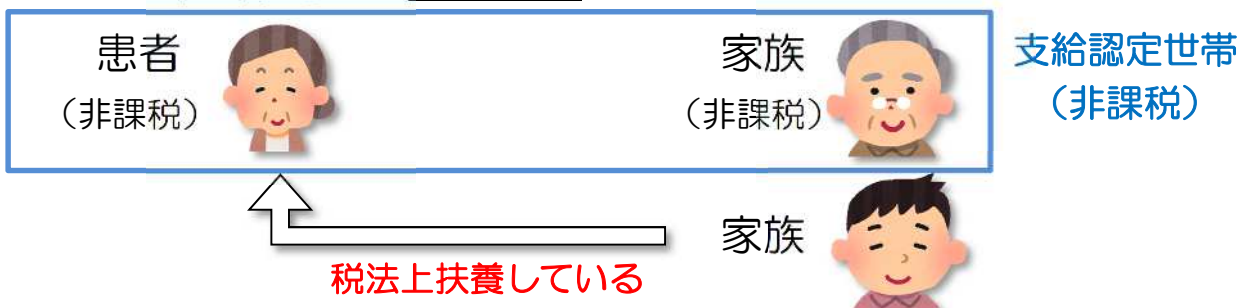 患者
(非課税)
家族
(非課税)
支給認定世帯
(非課税)
家族
税法上扶養している